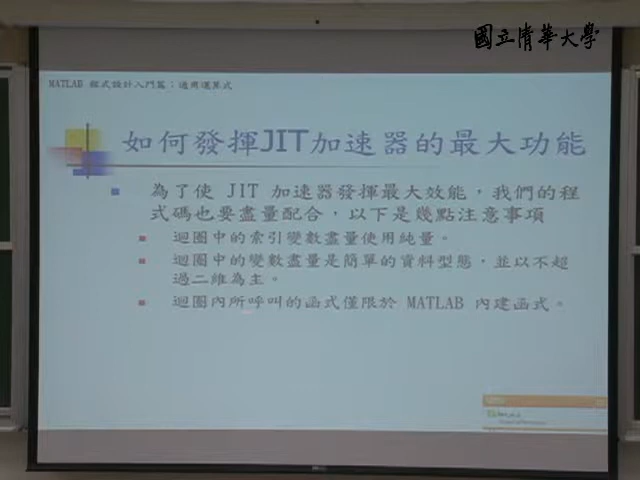 國立清華大學
MATLAB 程式設計入門篇：適用運算式
如何發揮JIT加速器的最大功能
為了使 JIT 加速器發揮最大效能，我們的程
式碼也要盡量配合，以下是幾點注意事項
迴圈中的索引變數盡量使用純量。
迴圈中的變數盡量是簡單的資料型態，並以不超
過二維為主。
迴圈內所呼叫的函式僅限於 MATLAB 內建函式。